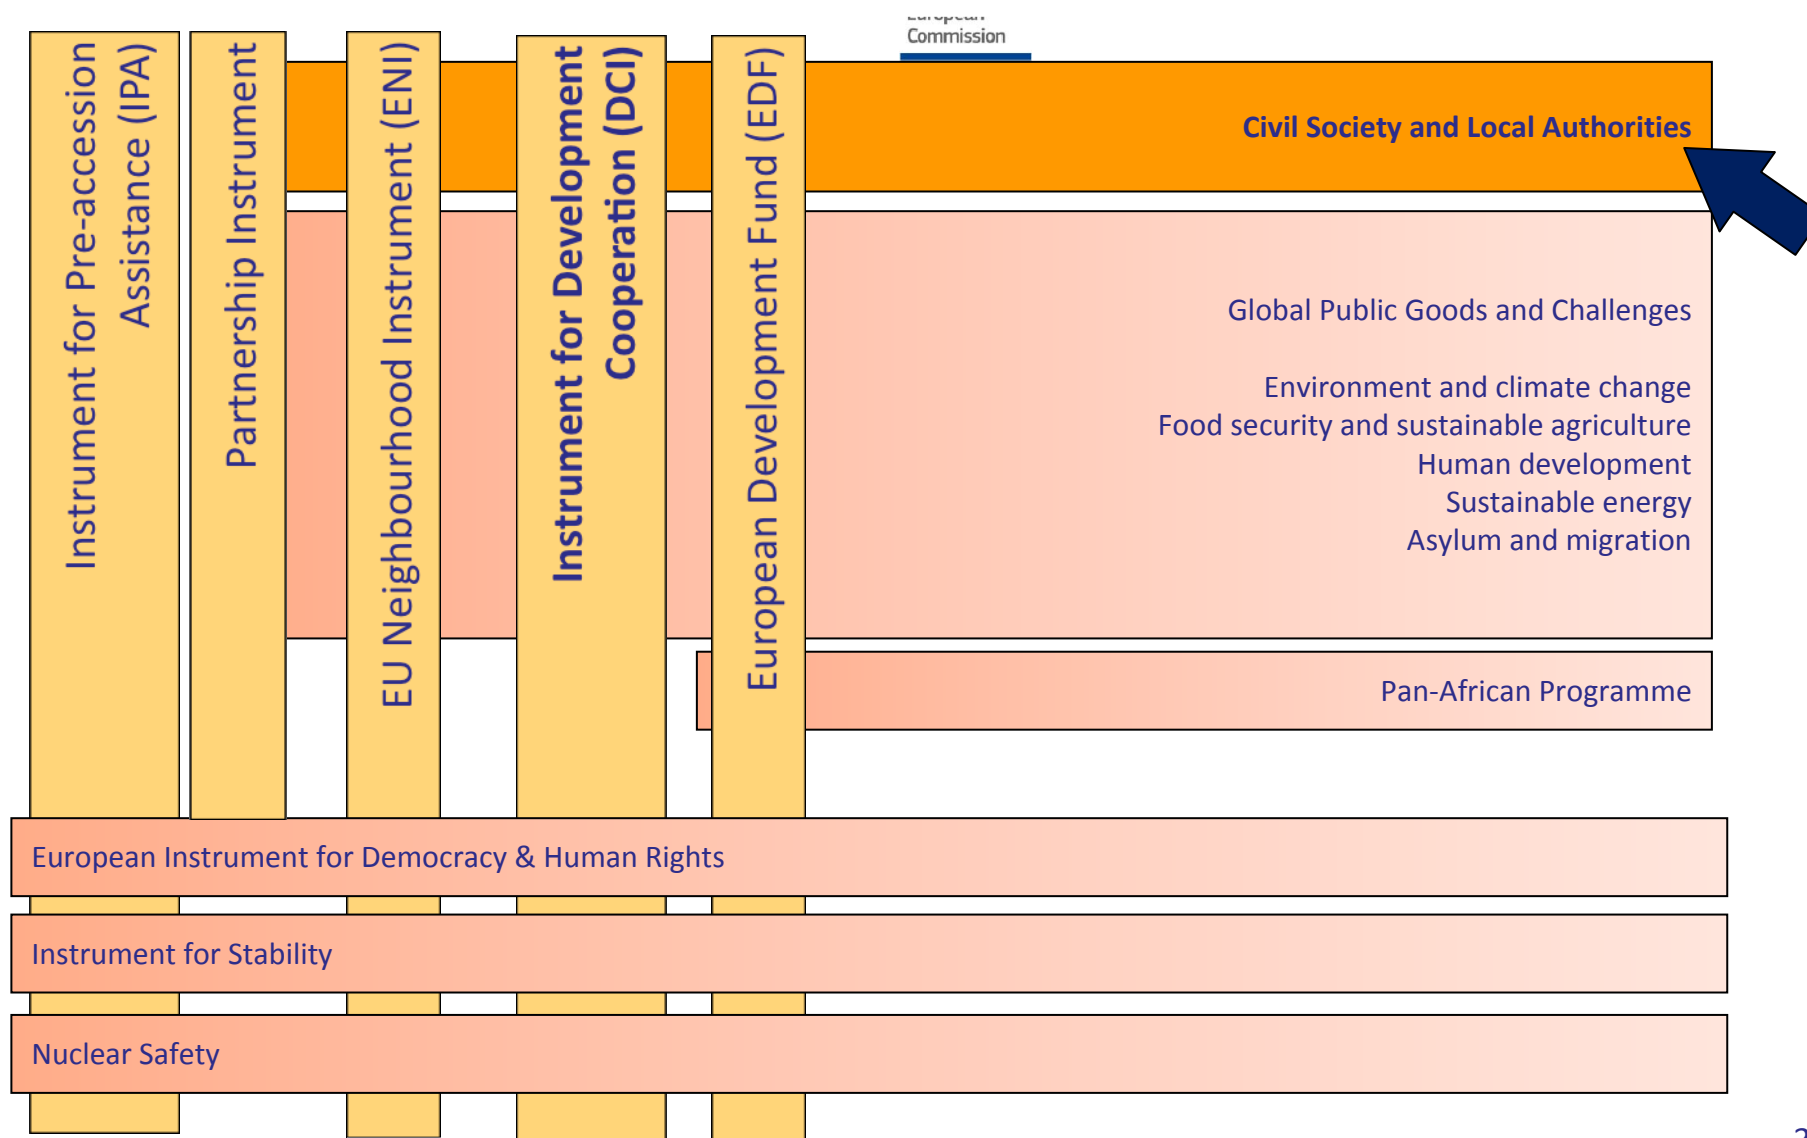 Commission
Instrument for Pre-accession
Assistance (IPA)
Partnership Instrument
EU Neighbourhood Instrument (ENI)
Instrument for Development
Cooperation (DCI)
European Development Fund (EDF)
Civil Society and Local Authorities
Global Public Goods and Challenges
Environment and climate change
Food security and sustainable agriculture
Human development
Sustainable energy
Asylum and migration
Pan-African Programme
European Instrument for Democracy & Human Rights
Instrument for Stability
Nuclear Safety